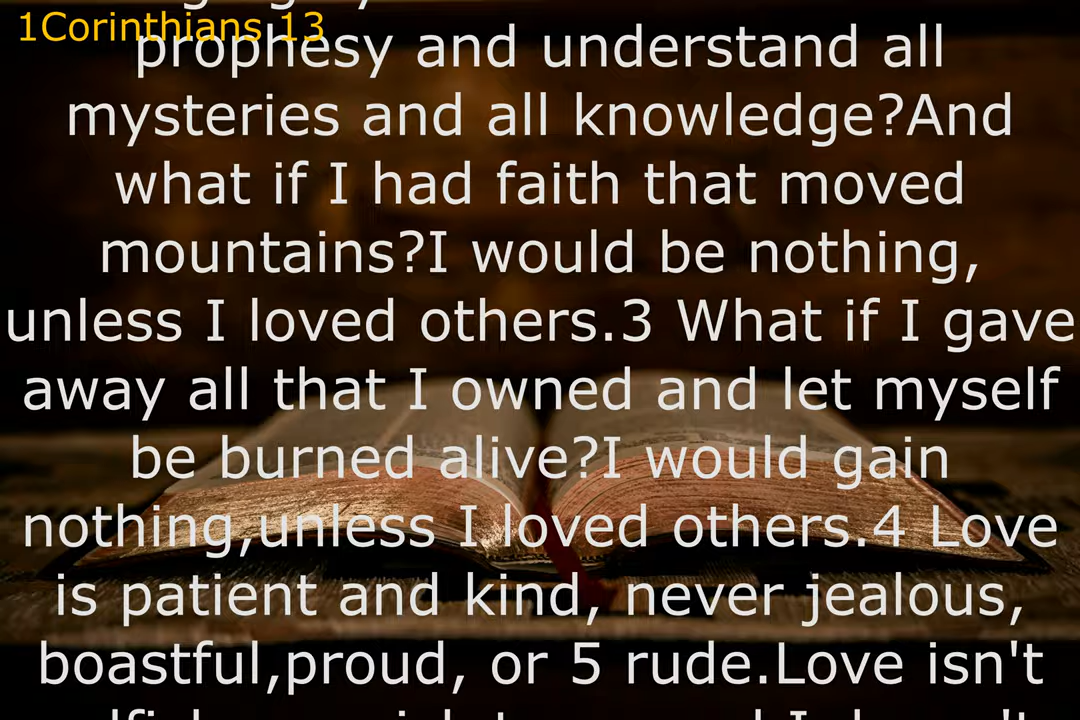 1Corinthians 13
prophesy and understand all
mysteries and all knowledge?And
what if I had faith that moved
mountains?I would be nothing,
unless I loved others.3 What if I gave
away all that I owned and let myself
be burned alive?I would gain
nothing,unless I loved others.4 Love
is patient and kind, never jealous,
boastful,proud, or 5 rude.Love isn't